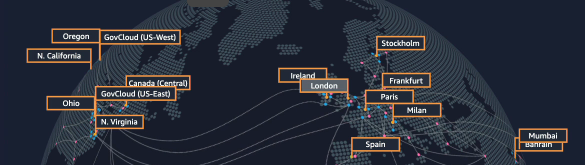 Oregon
GovCloud (US-West)
N. California
Canada (Central)
GovCloud (US-East)
Ohio
N. Virginia
Stockholm
Ireland
London
Frankfurt
Paris
Milan
Spain
Mumbai
Bahrain